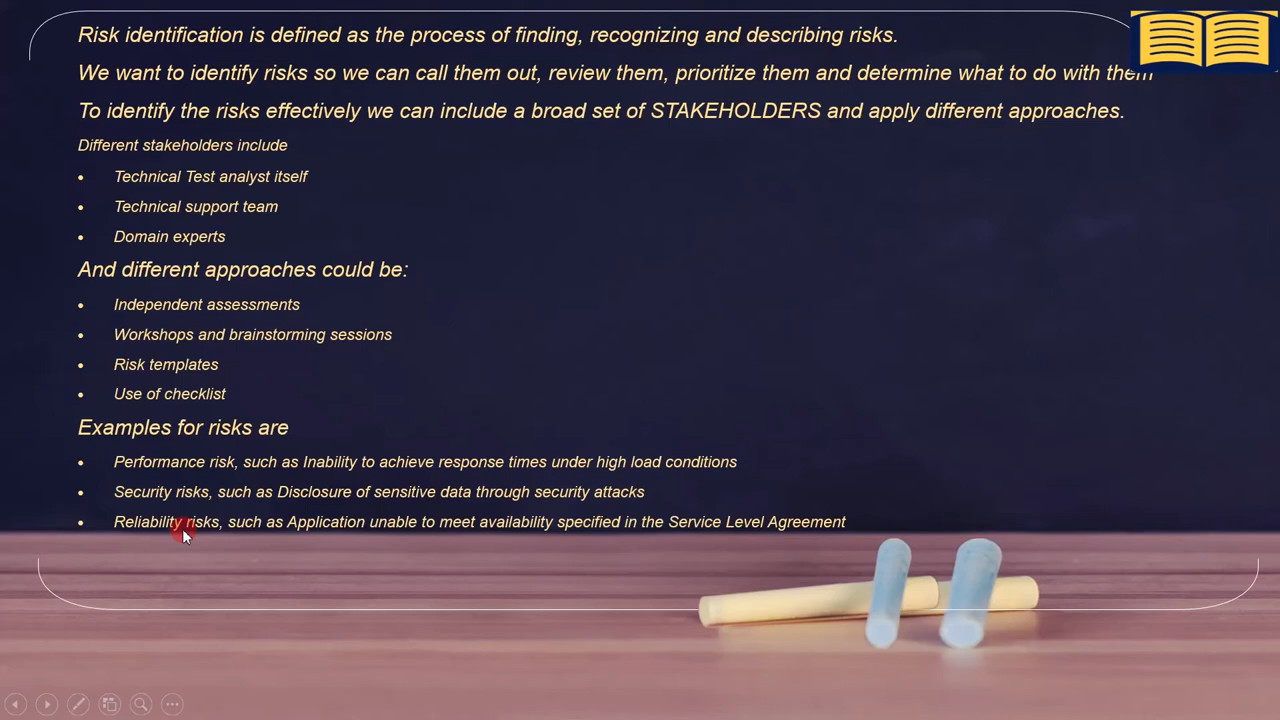 Risk identification is defined as the process of finding, recognizing and describing risks.
We want to identify risks so we can call them out, review them, prioritize them and determine what to do with them
To identify the risks effectively we can include a broad set of STAKEHOLDERS and apply different approaches.
Different stakeholders include
• Technical Test analyst itself
• Technical support team
• Domain experts
And different approaches could be:
• Independent assessments
• Workshops and brainstorming sessions
• Risk templates
• Use of checklist
Examples for risks are
• Performance risk, such as Inability to achieve response times under high load conditions
• Security risks, such as Disclosure of sensitive data through security attacks
• Reliability risks, such as Application unable to meet availability specified in the Service Level Agreement